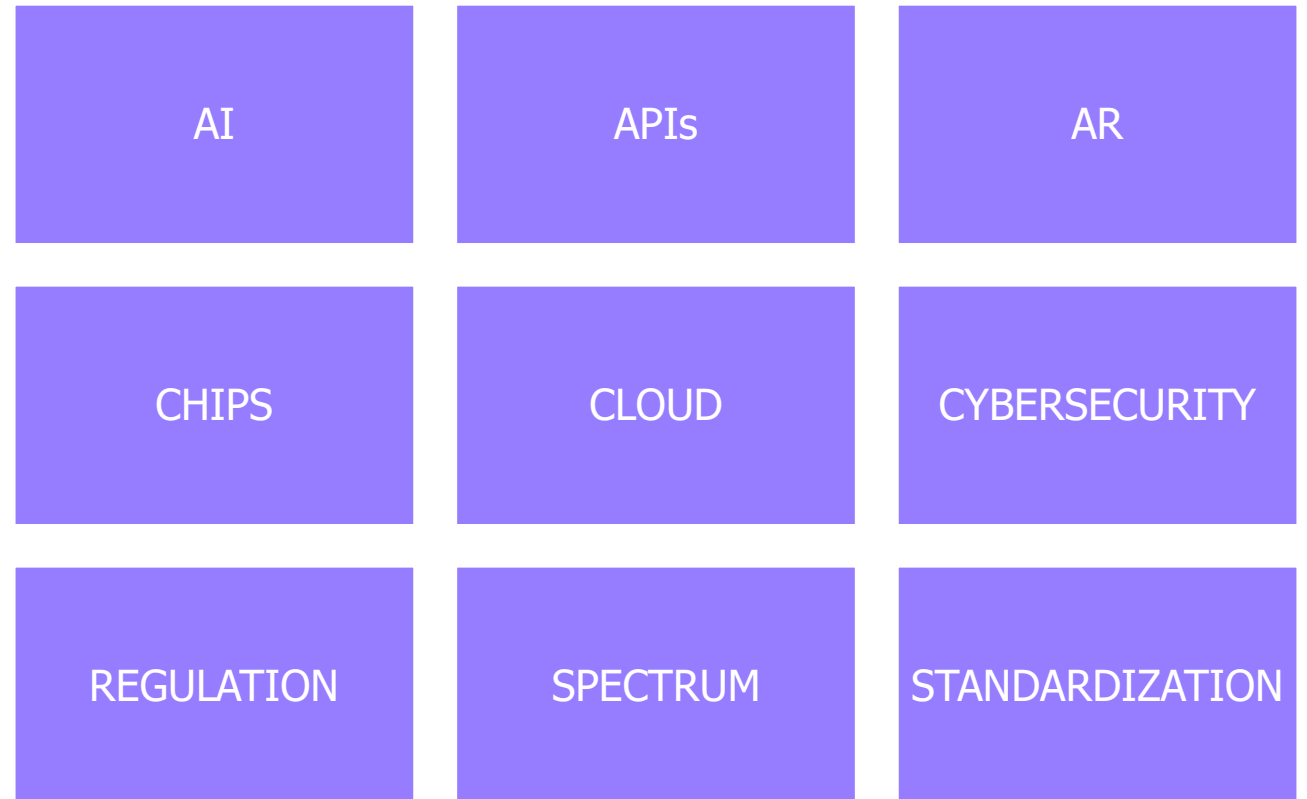 AI
APIs
AR
CHIPS
CLOUD
CYBERSECURITY
REGULATION
SPECTRUM
STANDARDIZATION